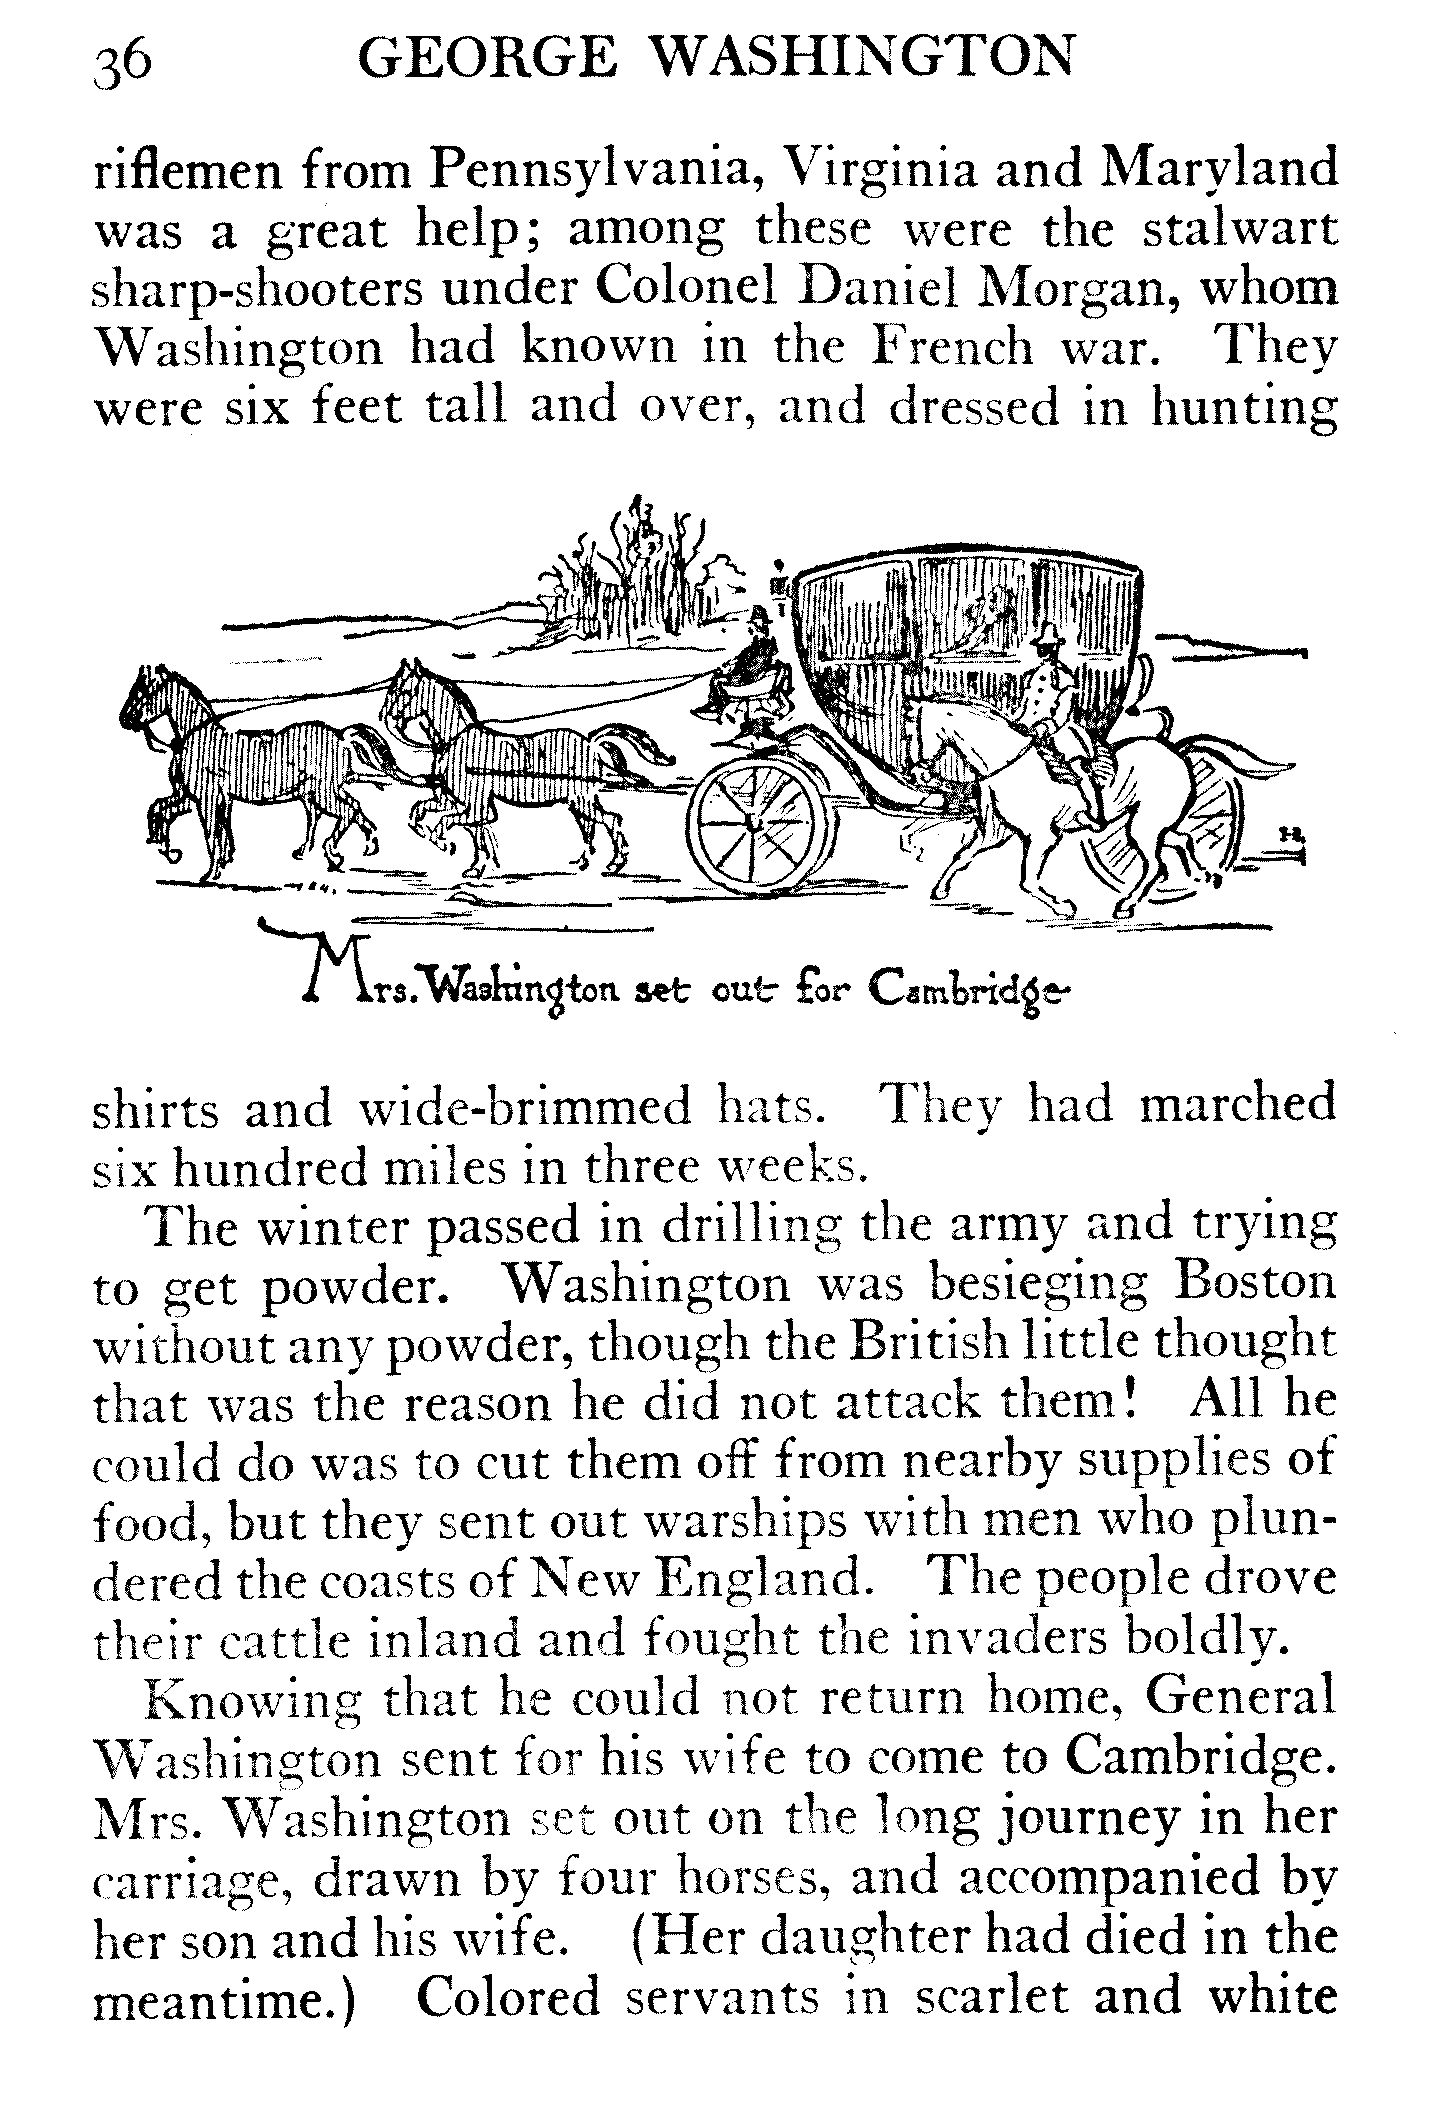 36 GEORGE WASHINGTON
riflemen from Pennsylvania, Virginia and Maryland
was a great help; among these were the stalwart
sharp-shooters under Colonel Daniel Morgan, whom
Washington had known in the French war. They
were six feet tall and over, and dressed in hunting
HB
Mrs. Washington set out for Cambridge
shirts and wide-brimmed hats. They had marched
six hundred miles in three weeks.
The winter passed in drilling the army and trying
to get powder. Washington was besieging Boston
without any powder, though the British little thought
that was the reason he did not attack them! All he
could do was to cut them off from nearby supplies of
food, but they sent out warships with men who plun-
dered the coasts of New England. The people drove
their cattle inland and fought the invaders boldly.
Knowing that he could not return home, General
Washington sent for his wife to come to Cambridge.
Mrs. Washington set out on the long journey in her
carriage, drawn by four horses, and accompanied by
her son and his wife. (Her daughter had died in the
meantime.) Colored servants in scarlet and white